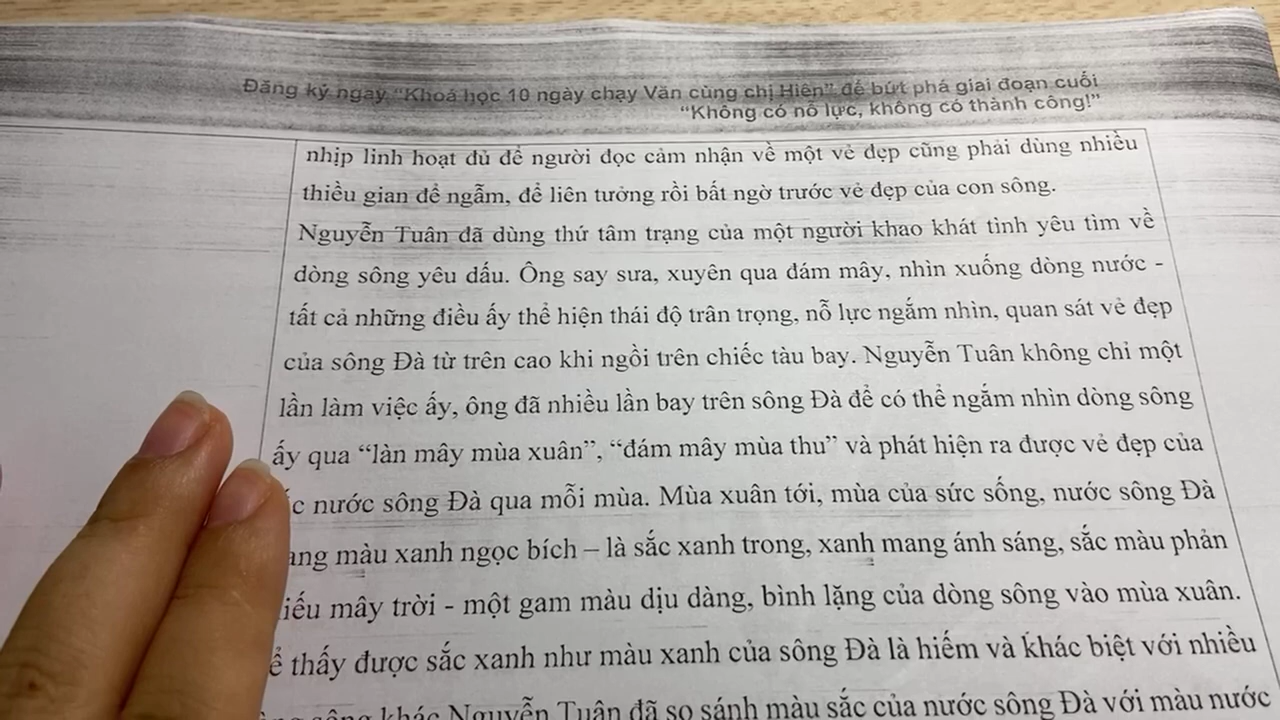 Đăng ký ngay “Khoá học 10 ngày chạy Văn cùng chị Hiên” để bứt phá giai đoạn cuối
“Không có nỗ lực, không có thành công!”
nhịp linh hoạt đủ để người đọc cảm nhận về một vẻ đẹp cũng phải dùng nhiều
thiều gian để ngẫm, để liên tưởng rồi bất ngờ trước vẻ đẹp của con sông.
Nguyễn Tuân đã dùng thứ tâm trạng của một người khao khát tình yêu tìm về
dòng sông yêu dấu. Ông say sưa, xuyên qua đám mây, nhìn xuống dòng nước -
tất cả những điều ấy thể hiện thái độ trân trọng, nỗ lực ngắm nhìn, quan sát vẻ đẹp
của sông Đà từ trên cao khi ngồi trên chiếc tàu bay. Nguyễn Tuân không chỉ một
lần làm việc ấy, ông đã nhiều lần bay trên sông Đà để có thể ngắm nhìn dòng sông
ấy qua “làn mây mùa xuân”, “đám mây mùa thu” và phát hiện ra được vẻ đẹp của
nước sông Đà qua mỗi mùa. Mùa xuân tới, mùa của sức sống, nước sông Đà
màu xanh ngọc bích – là sắc xanh trong, xanh mang ánh sáng, sắc màu phản
mây trời - một gam màu dịu dàng, bình lặng của dòng sông vào mùa xuân.
thấy được sắc xanh như màu xanh của sông Đà là hiếm và khác biệt với nhiều
sông khác Nguyễn Tuân đã so sánh màu sắc của nước sông Đà với màu nước